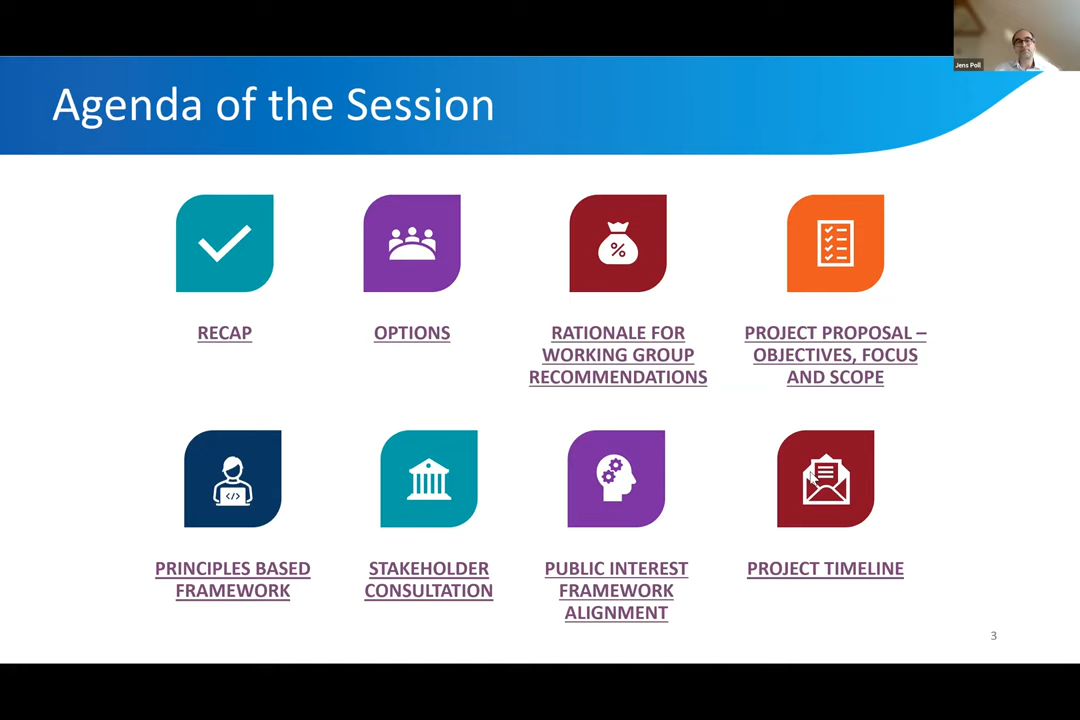 Jens Poll
Agenda of the Session
RECAP
OPTIONS
RATIONALE FOR
WORKING GROUP
RECOMMENDATIONS
PROJECT PROPOSAL –
OBJECTIVES, FOCUS
AND SCOPE
%
</>
PRINCIPLES BASED
FRAMEWORK
STAKEHOLDER
CONSULTATION
PUBLIC INTEREST
FRAMEWORK
ALIGNMENT
PROJECT TIMELINE
3